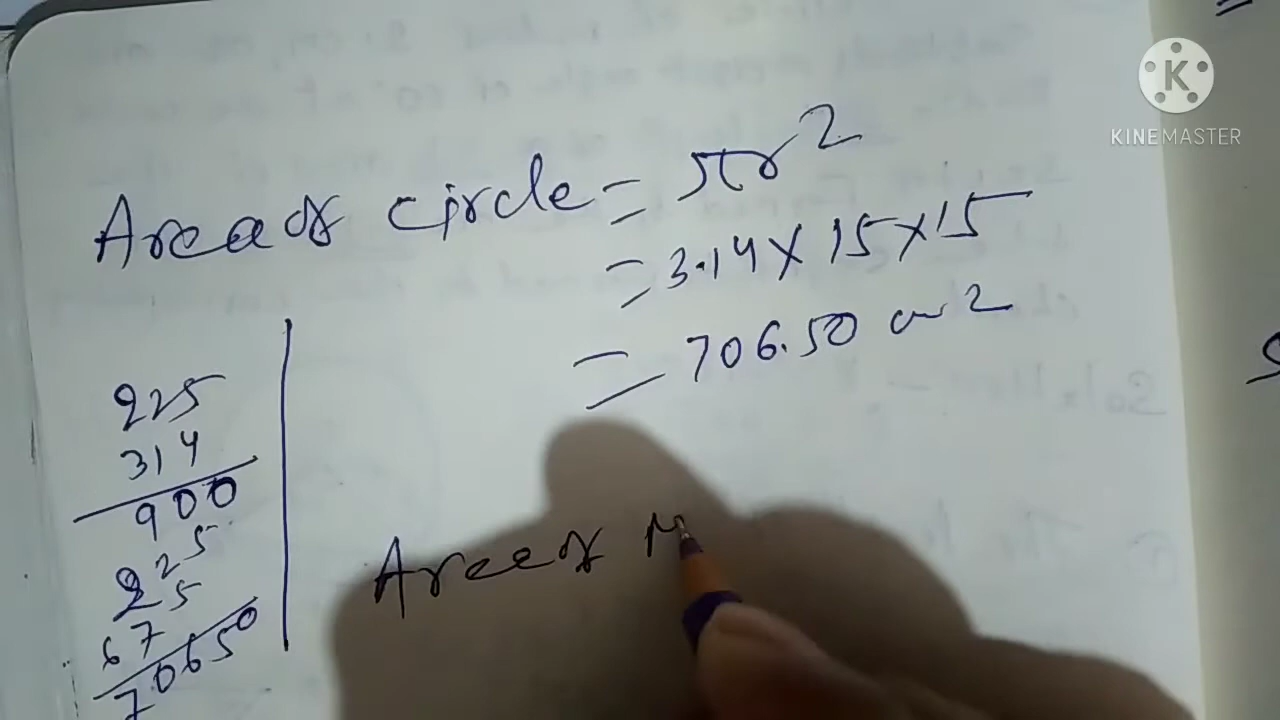 Area of circle = πr²
= 3.14 × 15 × 15
= 706.50 cm²
225
314
900
225
675
70650
Area of M
KINEMASTER